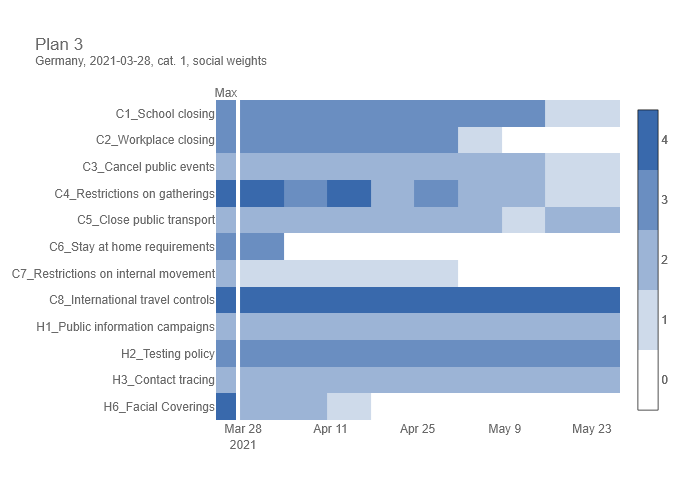 Plan 3
Germany, 2021-03-28, cat. 1, social weights
Max
C1_School closing
C2_Workplace closing
C3_Cancel public events
C4_Restrictions on gatherings
C5_Close public transport
C6_Stay at home requirements
C7_Restrictions on internal movement
C8_International travel controls
H1_Public information campaigns
H2_Testing policy
H3_Contact tracing
H6_Facial Coverings
Mar 28 Apr 11 Apr 25 May 9 May 23
2021
4
3
2
1
0